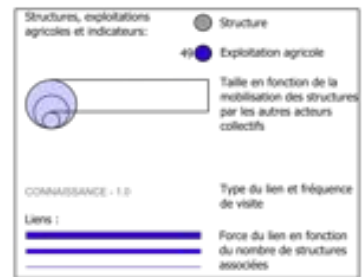 Structures, exploitations
agricoles et indicateurs:
Structure
49
Exploitation agricole
Taille en fonction de la
mobilisation des structures
par les autres acteurs
collectifs
CONNAISSANCE - 1.0
Type du lien et fréquence
de visite
Liens :
Force du lien en fonction
du nombre de structures
associées